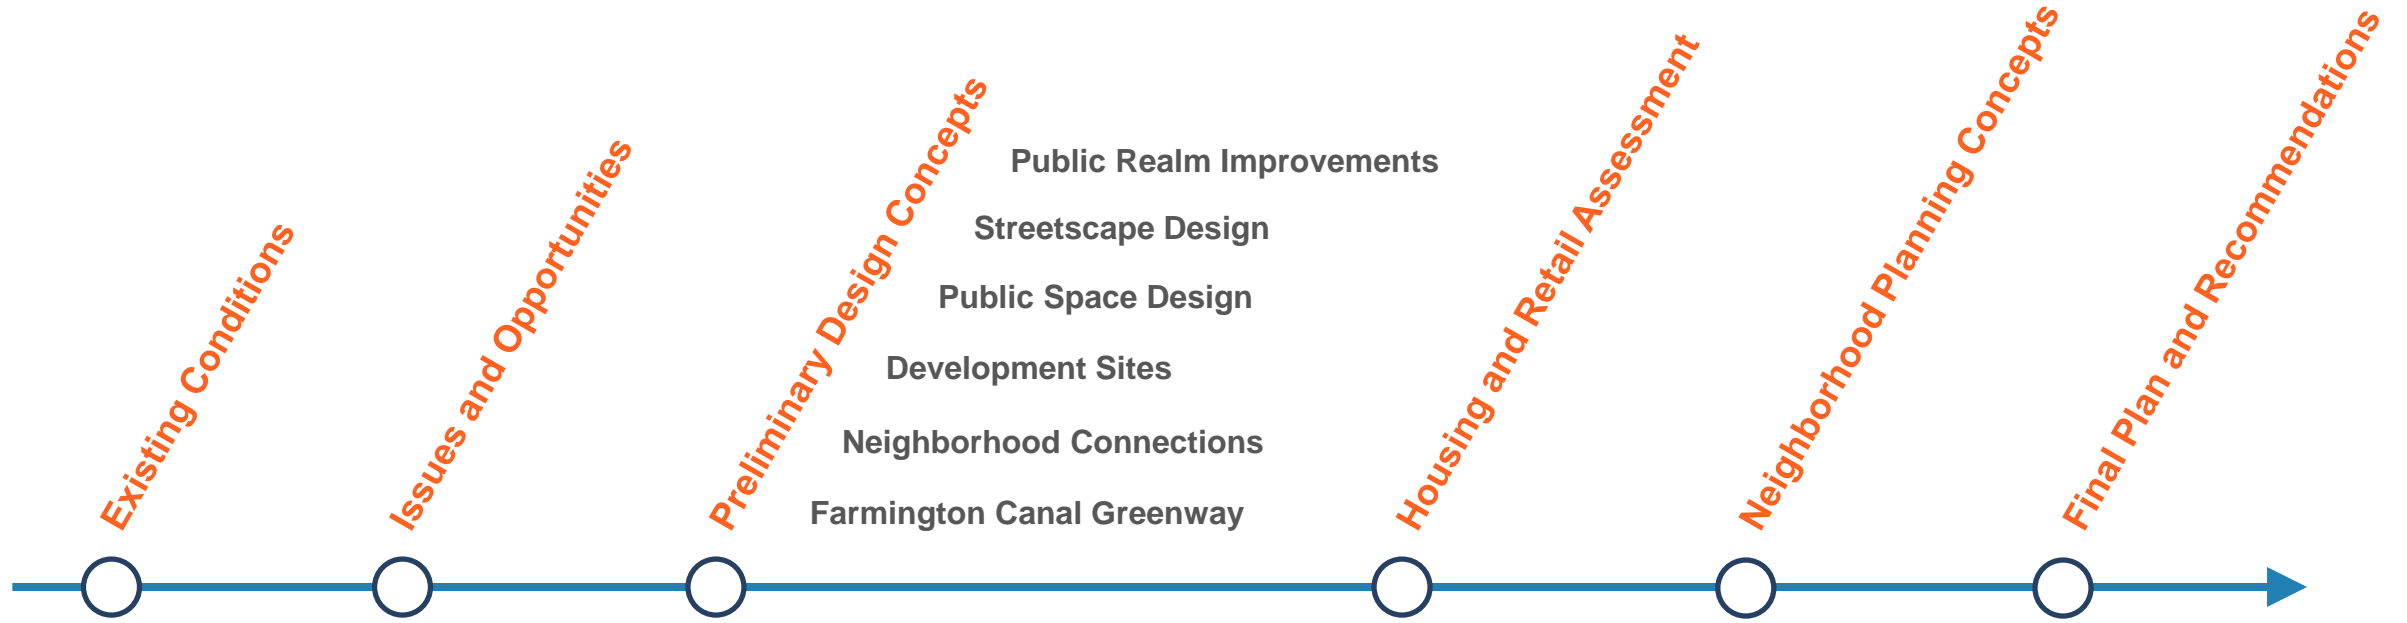 Existing Conditions
Issues and Opportunities
Preliminary Design Concepts
Public Realm Improvements
Streetscape Design
Public Space Design
Development Sites
Neighborhood Connections
Farmington Canal Greenway
Housing and Retail Assessment
Neighborhood Planning Concepts
Final Plan and Recommendations